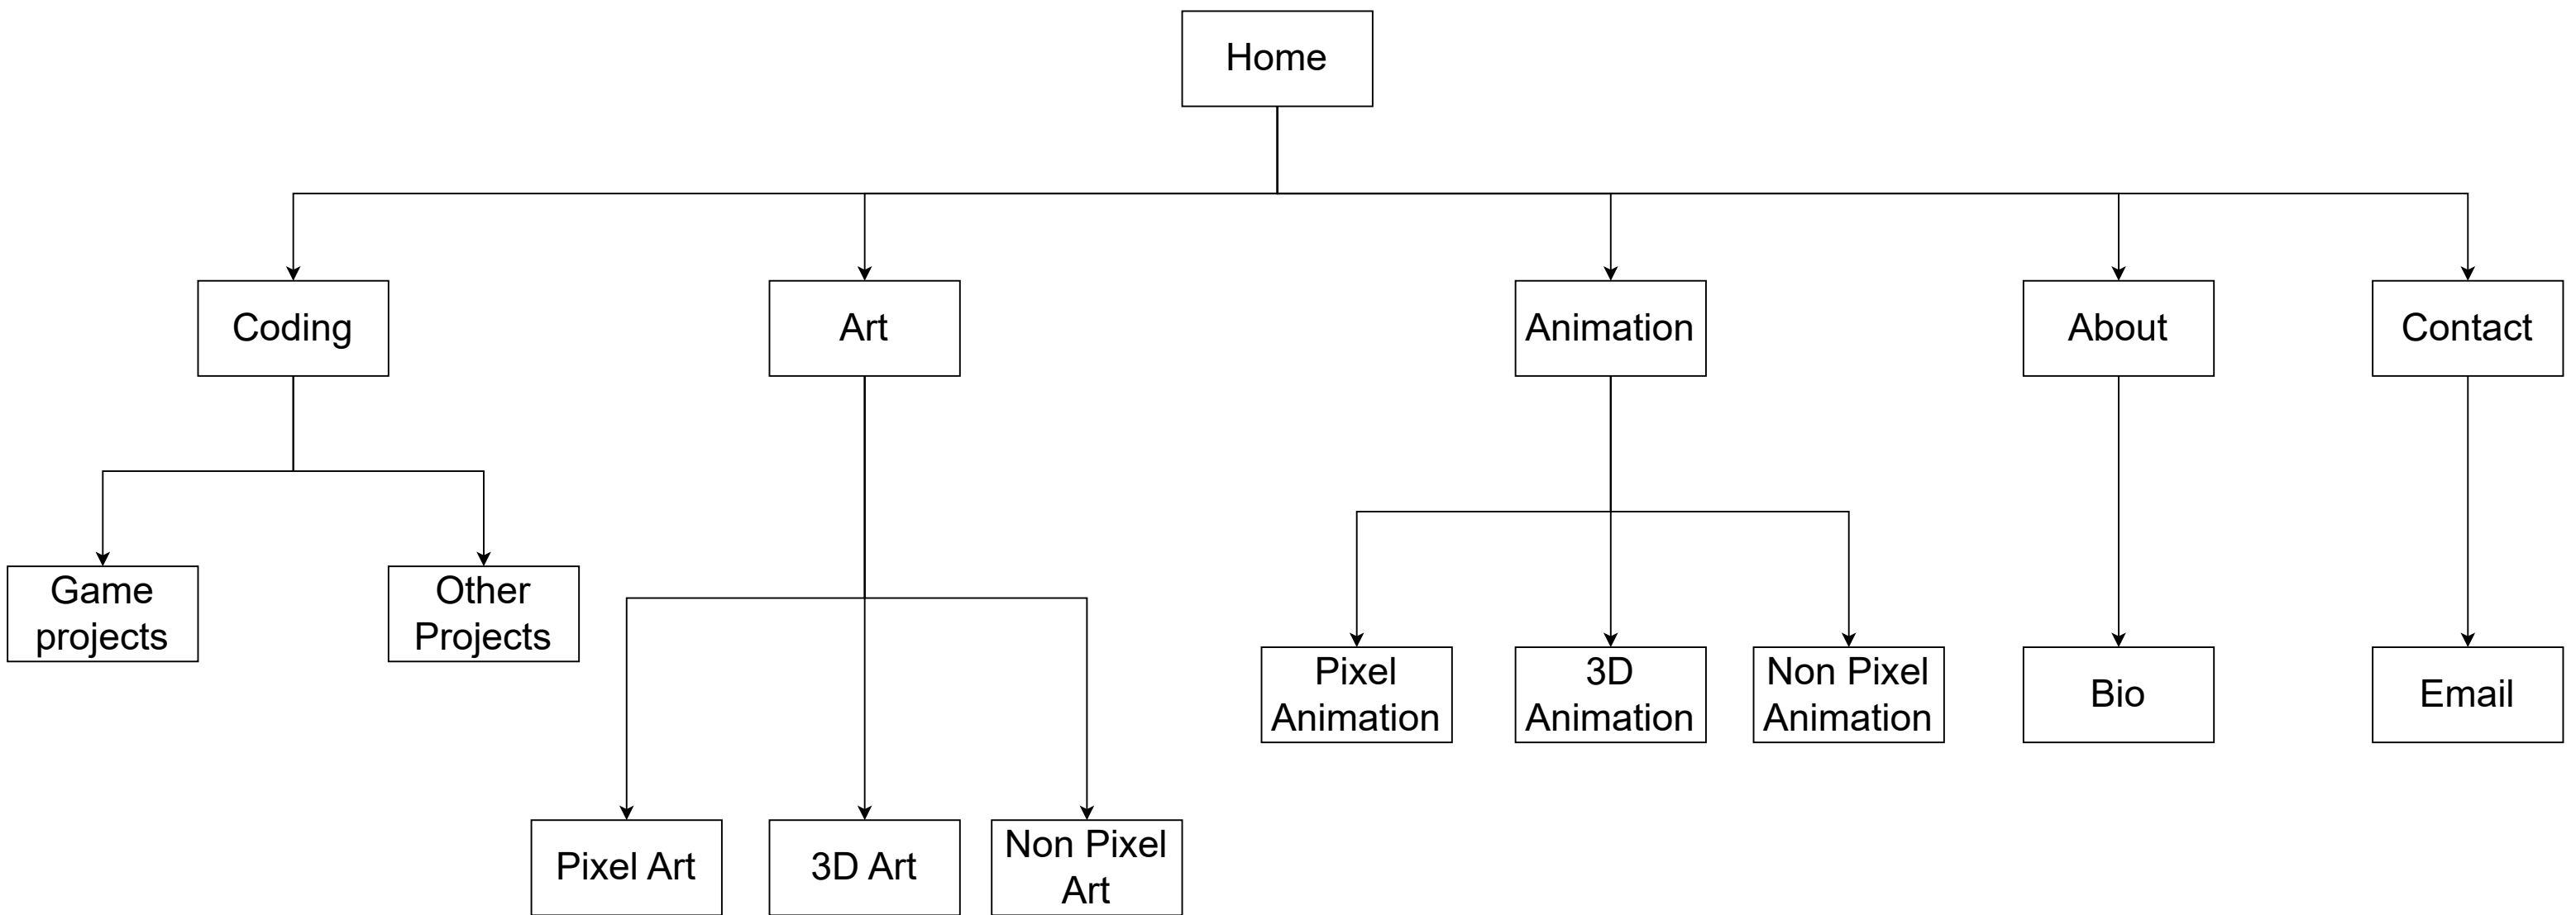 Home
Coding
Art
Animation
About
Contact
Game
projects
Other
Projects
Pixel
Animation
3D
Animation
Non Pixel
Animation
Bio
Email
Pixel Art
3D Art
Non Pixel
Art